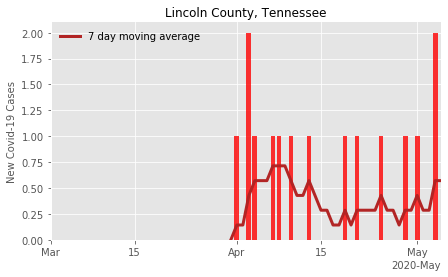 Lincoln County, Tennessee
7 day moving average
New Covid-19 Cases
2.00
1.75
1.50
1.25
1.00
0.75
0.50
0.25
0.00
Mar
15
Apr
15
May
2020-May